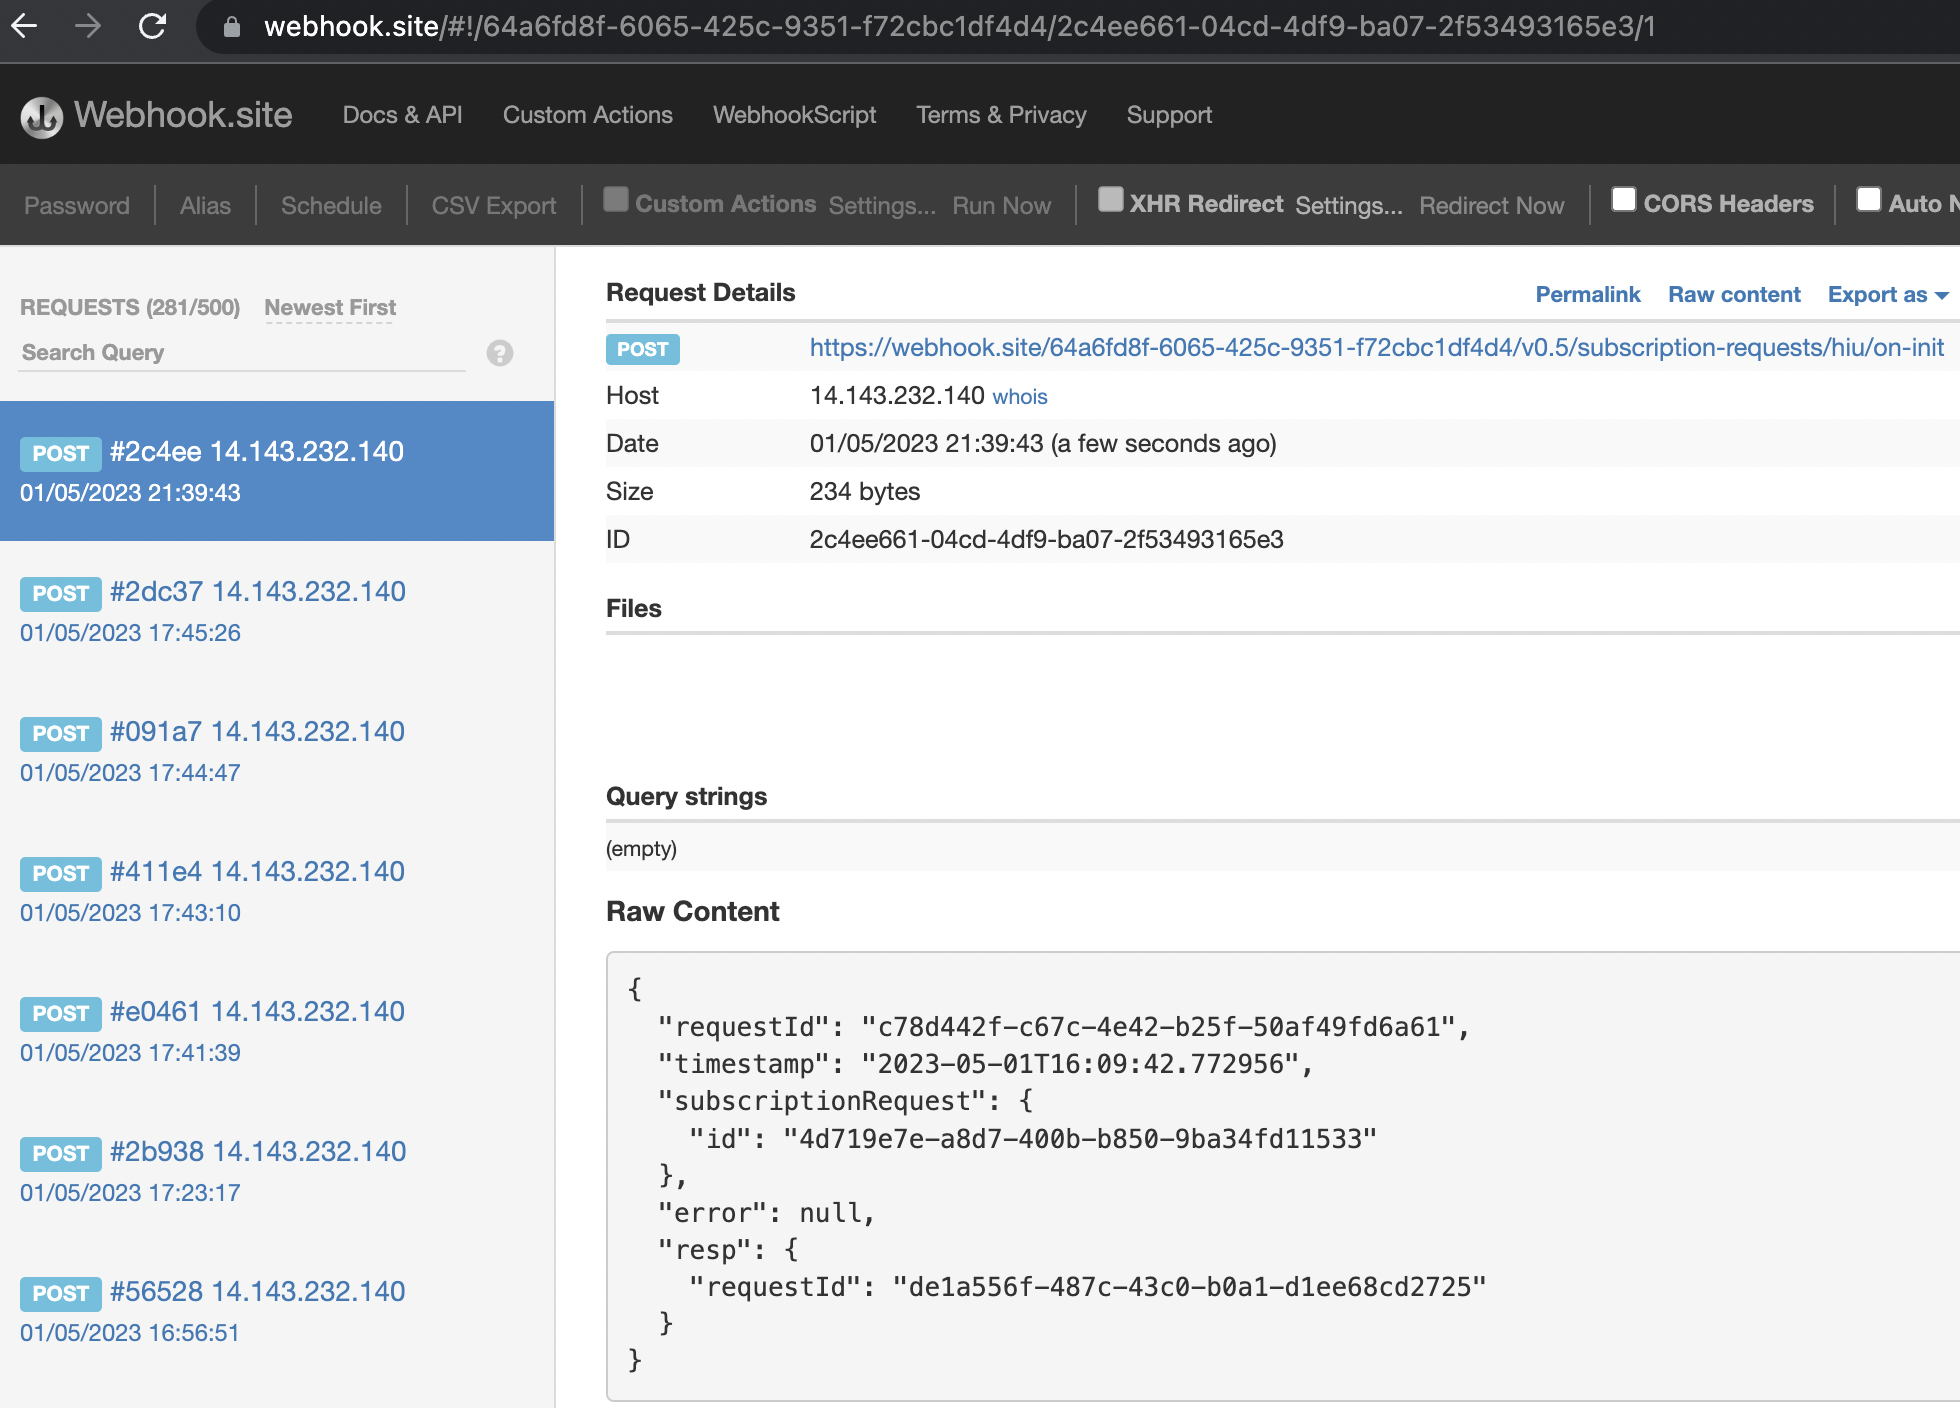 webhook.site/#!/64a6fd8f-6065-425c-9351-f72cbc1df4d4/2c4ee661-04cd-4df9-ba07-2f53493165e3/1
Webhook.site Docs & API Custom Actions WebhookScript Terms & Privacy Support
Password Alias Schedule CSV Export Custom Actions Settings... Run Now XHR Redirect Settings... Redirect Now CORS Headers Auto N
REQUESTS (281/500) Newest First
Search Query ?
POST #2c4ee 14.143.232.140
01/05/2023 21:39:43
POST #2dc37 14.143.232.140
01/05/2023 17:45:26
POST #091a7 14.143.232.140
01/05/2023 17:44:47
POST #411e4 14.143.232.140
01/05/2023 17:43:10
POST #e0461 14.143.232.140
01/05/2023 17:41:39
POST #2b938 14.143.232.140
01/05/2023 17:23:17
POST #56528 14.143.232.140
01/05/2023 16:56:51
Request Details Permalink Raw content Export as
POST https://webhook.site/64a6fd8f-6065-425c-9351-f72cbc1df4d4/v0.5/subscription-requests/hiu/on-init
Host 14.143.232.140 whois
Date 01/05/2023 21:39:43 (a few seconds ago)
Size 234 bytes
ID 2c4ee661-04cd-4df9-ba07-2f53493165e3
Files
Query strings
(empty)
Raw Content
{
"requestId": "c78d442f-c67c-4e42-b25f-50af49fd6a61",
"timestamp": "2023-05-01T16:09:42.772956",
"subscriptionRequest": {
"id": "4d719e7e-a8d7-400b-b850-9ba34fd11533"
},
"error": null,
"resp": {
"requestId": "de1a556f-487c-43c0-b0a1-d1ee68cd2725"
}
}